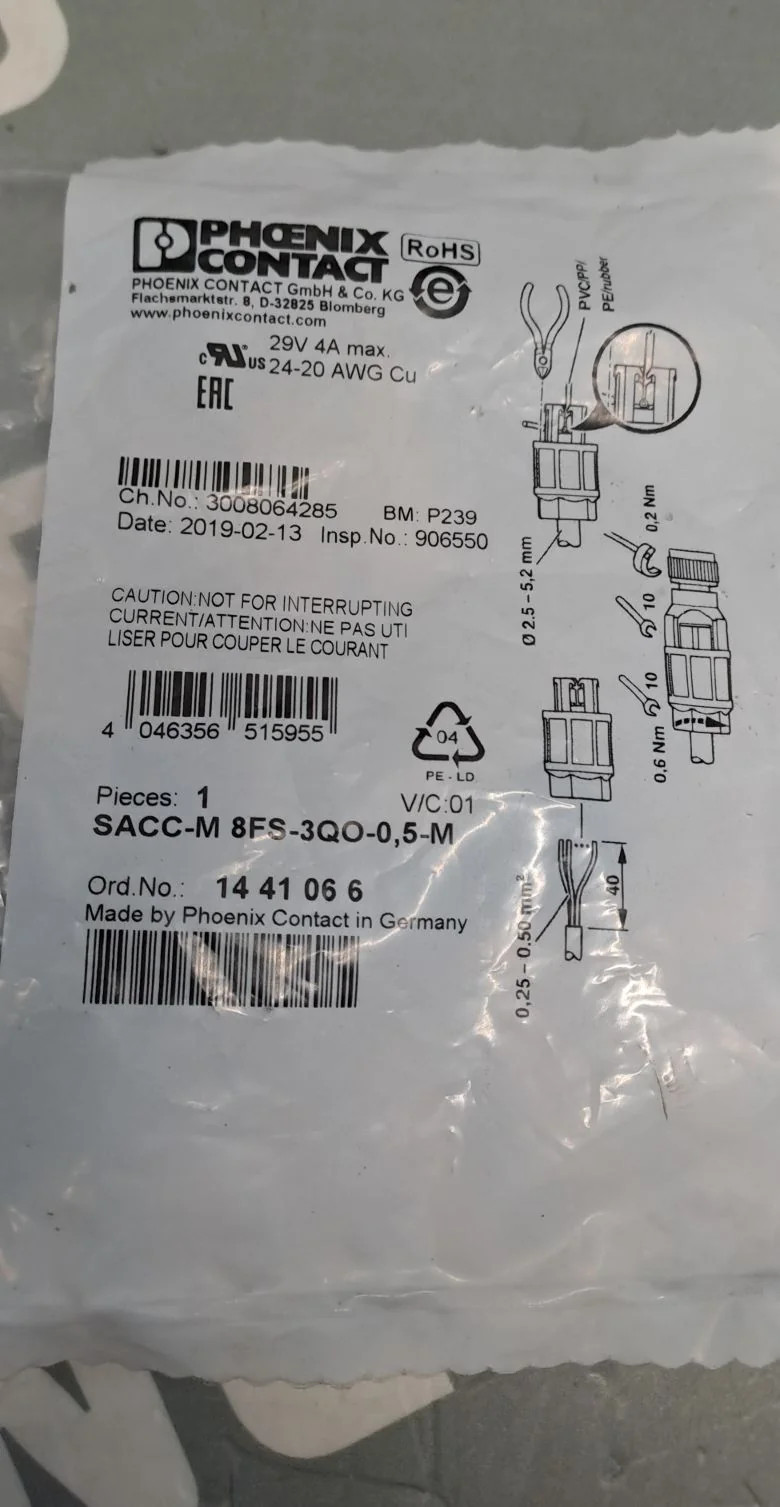 PHŒNIX
CONTACT
RoHS
e
PHOENIX CONTACT GmbH & Co. KG
Flachsmarktstr. 8, D-32825 Blomberg
www.phoenixcontact.com
c RU us
29V 4A max.
24-20 AWG Cu
EAC
Ch.No.: 3008064285 BM: P239
Date: 2019-02-13 Insp.No.: 906550
CAUTION:NOT FOR INTERRUPTING
CURRENT/ATTENTION:NE PAS UTI
LISER POUR COUPER LE COURANT
4 046356 515955
04
PE-LD
Pieces: 1 V/C:01
SACC-M 8FS-3QO-0,5-M
Ord.No.: 14 41 06 6
Made by Phoenix Contact in Germany
PVC/PP/
PE/rubber
Ø 2.5 – 5,2 mm
0,2 Nm
10
10
0.6 Nm
40
0,25 – 0.50 mm²